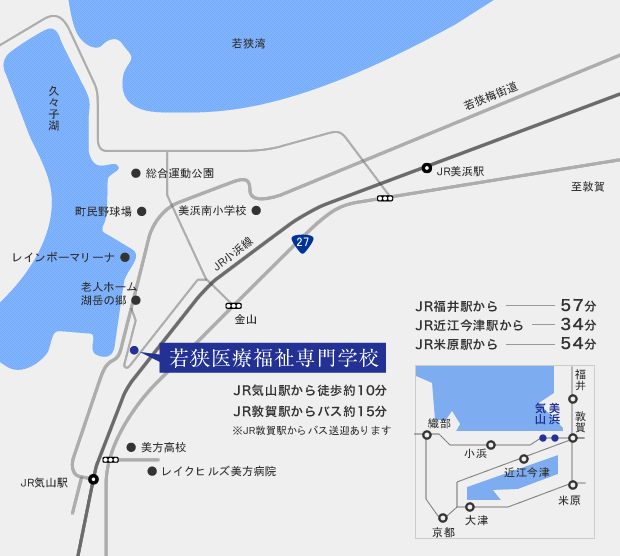 若狭湾
久々子湖
若狭梅街道
総合運動公園
JR美浜駅
至敦賀
町民野球場
美浜南小学校
27
JR小浜線
レインボーマリーナ
老人ホーム
湖岳の郷
金山
JR福井駅から 57分
JR近江今津駅から 34分
JR米原駅から 54分
若狭医療福祉専門学校
JR気山駅から徒歩約10分
JR敦賀駅からバス約15分
※JR敦賀駅からバス送迎あります
美方高校
レイクヒルズ美方病院
JR気山駅
福井
美浜
気山
敦賀
織部
小浜
近江今津
米原
大津
京都